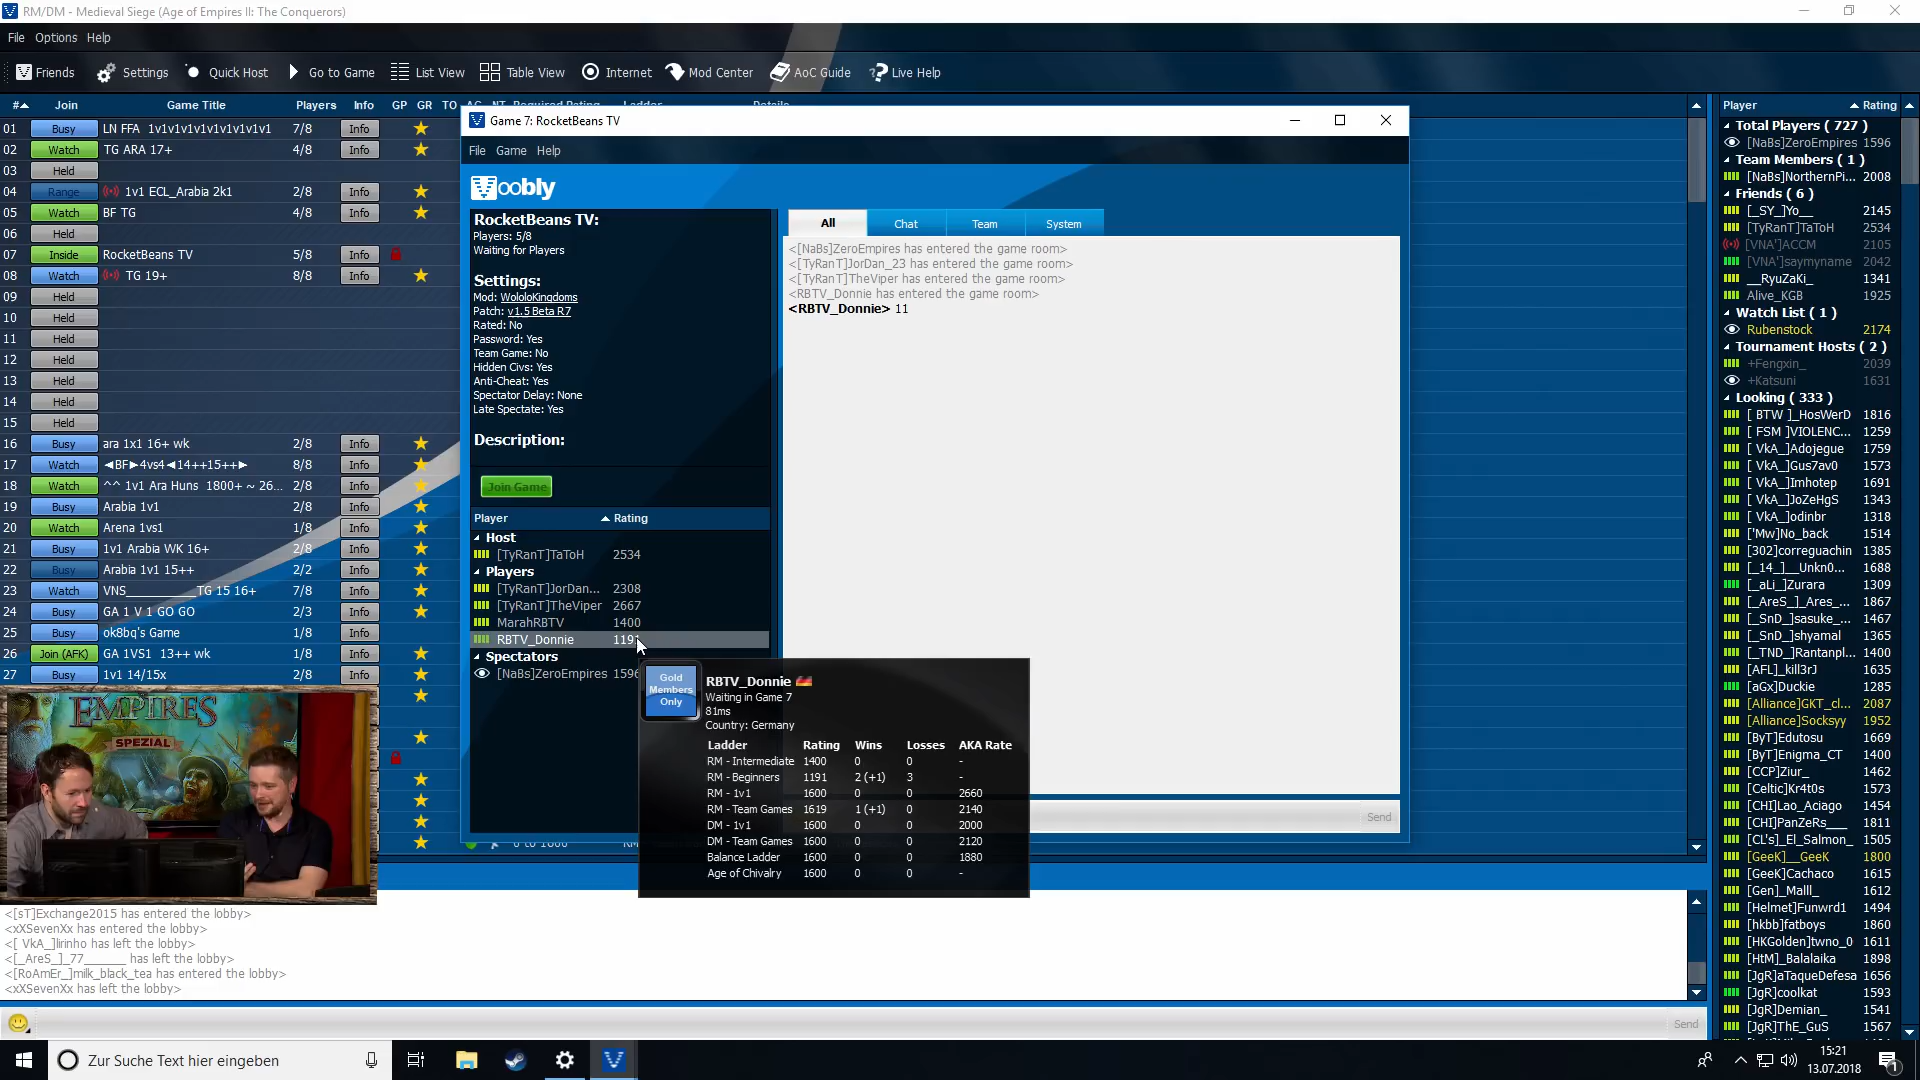 RM/DM - Medieval Siege (Age of Empires II: The Conquerors)
File Options Help
Friends Settings Quick Host Go to Game List View Table View Internet Mod Center AoC Guide Live Help
# Join Game Title Players Info GP GR TO
01 Busy LN FFA 1v1v1v1v1v1v1v1v1v1 7/8 Info
02 Watch TG ARA 17+ 4/8 Info
03 Held
04 Range 1v1 ECL_Arabia 2k1 2/8 Info
05 Watch BF TG 4/8 Info
06 Held
07 Inside RocketBeans TV 5/8 Info
08 Watch TG 19+ 8/8 Info
09 Held
10 Held
11 Held
12 Held
13 Held
14 Held
15 Held
16 Busy ara 1x1 16+ wk 2/8 Info
17 Watch ◄BF►4vs4◄14++15++► 8/8 Info
18 Watch ^^ 1v1 Ara Huns 1800+ ~ 26... 2/8 Info
19 Busy Arabia 1v1 2/8 Info
20 Watch Arena 1vs1 1/8 Info
21 Busy 1v1 Arabia WK 16+ 2/8 Info
22 Busy Arabia 1v1 15++ 2/2 Info
23 Watch VNS__________TG 15 16+ 7/8 Info
24 Busy GA 1 V 1 GO GO 2/3 Info
25 Busy ok8bq's Game 1/8 Info
26 Join (AFK) GA 1VS1 13++ wk 1/8 Info
27 Busy 1v1 14/15x 2/8 Info
EMPIRES
SPEZIAL
Game 7: RocketBeans TV
File Game Help
Voobly
RocketBeans TV:
Players: 5/8
Waiting for Players
Settings:
Mod: WololoKingdoms
Patch: v1.5 Beta R7
Rated: No
Password: Yes
Team Game: No
Hidden Civs: Yes
Anti-Cheat: Yes
Spectator Delay: None
Late Spectate: Yes
Description:
Join Game
Player Rating
Host
[TyRanT]TaToH 2534
Players
[TyRanT]JorDan... 2308
[TyRanT]TheViper 2667
MarahRBTV 1400
RBTV_Donnie 1191
Spectators
[NaBs]ZeroEmpires 1596
All Chat Team System
<[NaBs]ZeroEmpires has entered the game room>
<[TyRanT]JorDan_23 has entered the game room>
<[TyRanT]TheViper has entered the game room>
<RBTV_Donnie has entered the game room>
<RBTV_Donnie> 11
Send
Gold
Members
Only
RBTV_Donnie
Waiting in Game 7
81ms
Country: Germany
Ladder Rating Wins Losses AKA Rate
RM - Intermediate 1400 0 0 -
RM - Beginners 1191 2 (+1) 3 -
RM - 1v1 1600 0 0 2660
RM - Team Games 1619 1 (+1) 0 2140
DM - 1v1 1600 0 0 2000
DM - Team Games 1600 0 0 2120
Balance Ladder 1600 0 0 1880
Age of Chivalry 1600 0 0 -
Player Rating
Total Players ( 727 )
[NaBs]ZeroEmpires 1596
Team Members ( 1 )
[NaBs]NorthernPi... 2008
Friends ( 6 )
[_SY_]Yo__ 2145
[TyRanT]TaToH 2534
[VNA']ACCM 2105
[VNA']saymyname 2042
__RyuZaKi_ 1341
Alive_KGB 1925
Watch List ( 1 )
Rubenstock 2174
Tournament Hosts ( 2 )
+Fengxin_ 2039
+Katsuni 1631
Looking ( 333 )
[ BTW ]_HosWerD 1816
[ FSM ]VIOLENC... 1259
[ VkA_]Adojegue 1759
[ VkA_]Gus7av0 1573
[ VkA_]Imhotep 1691
[ VkA_]JoZeHgS 1343
[ VkA_]odinbr 1318
['Mw]No_back 1514
[302]correguachin 1385
[_14_]__Unkn0... 1688
[_aLi_]Zurara 1309
[_AreS_]_Ares_... 1867
[_SnD_]sasuke_... 1467
[_SnD_]shyamal 1365
[_TND_]Rantanpl... 1400
[AFL]_kill3rJ 1635
[aGx]Duckie 1285
[Alliance]GKT_cl... 2087
[Alliance]Socksyy 1952
[ByT]Edutosu 1669
[ByT]Enigma_CT 1400
[CCP]Ziur_ 1462
[Celtic]Kr4t0s 1573
[CHI]Lao_Aciago 1454
[CHI]PanZeRs___ 1811
[CL's]_El_Salmon_ 1505
[GeeK]__GeeK 1800
[GeeK]Cachaco 1615
[Gen]_Malll_ 1612
[Helmet]Funwrd1 1494
[hkbb]fatboys 1860
[HKGolden]twno_0 1611
[HtM]_Balalaika 1898
[JgR]aTaqueDefesa 1656
[JgR]coolkat 1593
[JgR]Demian_ 1541
[JgR]ThE_GuS 1567
<[sT]Exchange2015 has entered the lobby>
<xXSevenXx has entered the lobby>
<[ VkA_]lirinho has left the lobby>
<[_AreS_]_77______ has left the lobby>
<[RoAmEr_]milk_black_tea has entered the lobby>
<xXSevenXx has left the lobby>
Send
Zur Suche Text hier eingeben
15:21
13.07.2018
1